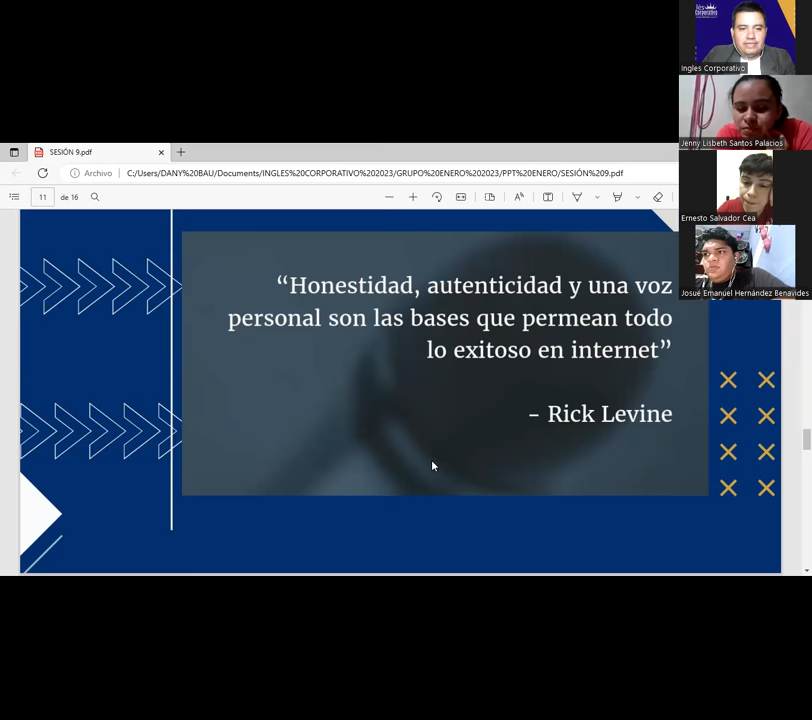 Inglés
Corporativo
Ingles Corporativo
Jenny Lisbeth Santos Palacios
Ernesto Salvador Cea
Josué Emanuel Hernández Benavides
SESIÓN 9.pdf
Archivo
C:/Users/DANY%20BAU/Documents/INGLES%20CORPORATIVO%202023/GRUPO%20ENERO%202023/PPT%20ENERO/SESIÓN%209.pdf
11 de 16
“Honestidad, autenticidad y una voz
personal son las bases que permean todo
lo exitoso en internet”
- Rick Levine